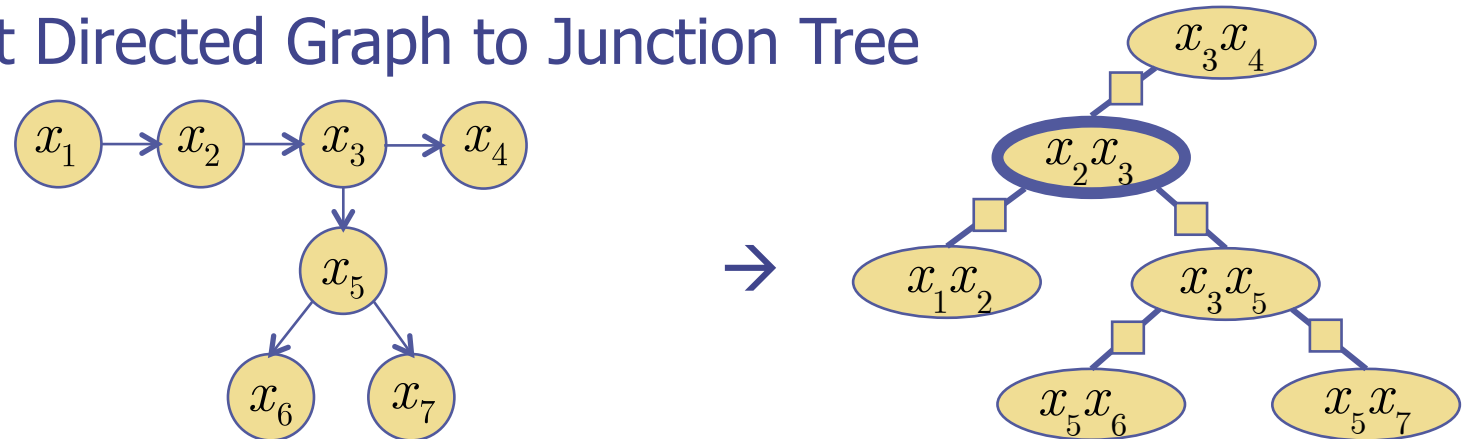 t Directed Graph to Junction Tree
x₃x₄
x₁ x₂ x₃ x₄
x₂x₃
x₅
→
x₁x₂
x₃x₅
x₆ x₇
x₅x₆
x₅x₇